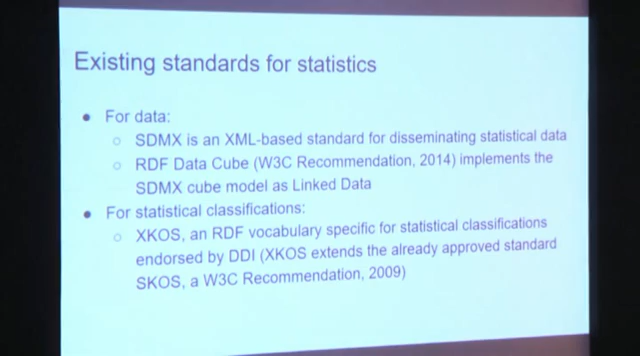 Existing standards for statistics
● For data:
○ SDMX is an XML-based standard for disseminating statistical data
○ RDF Data Cube (W3C Recommendation, 2014) implements the
SDMX cube model as Linked Data
● For statistical classifications:
○ XKOS, an RDF vocabulary specific for statistical classifications
endorsed by DDI (XKOS extends the already approved standard
SKOS, a W3C Recommendation, 2009)